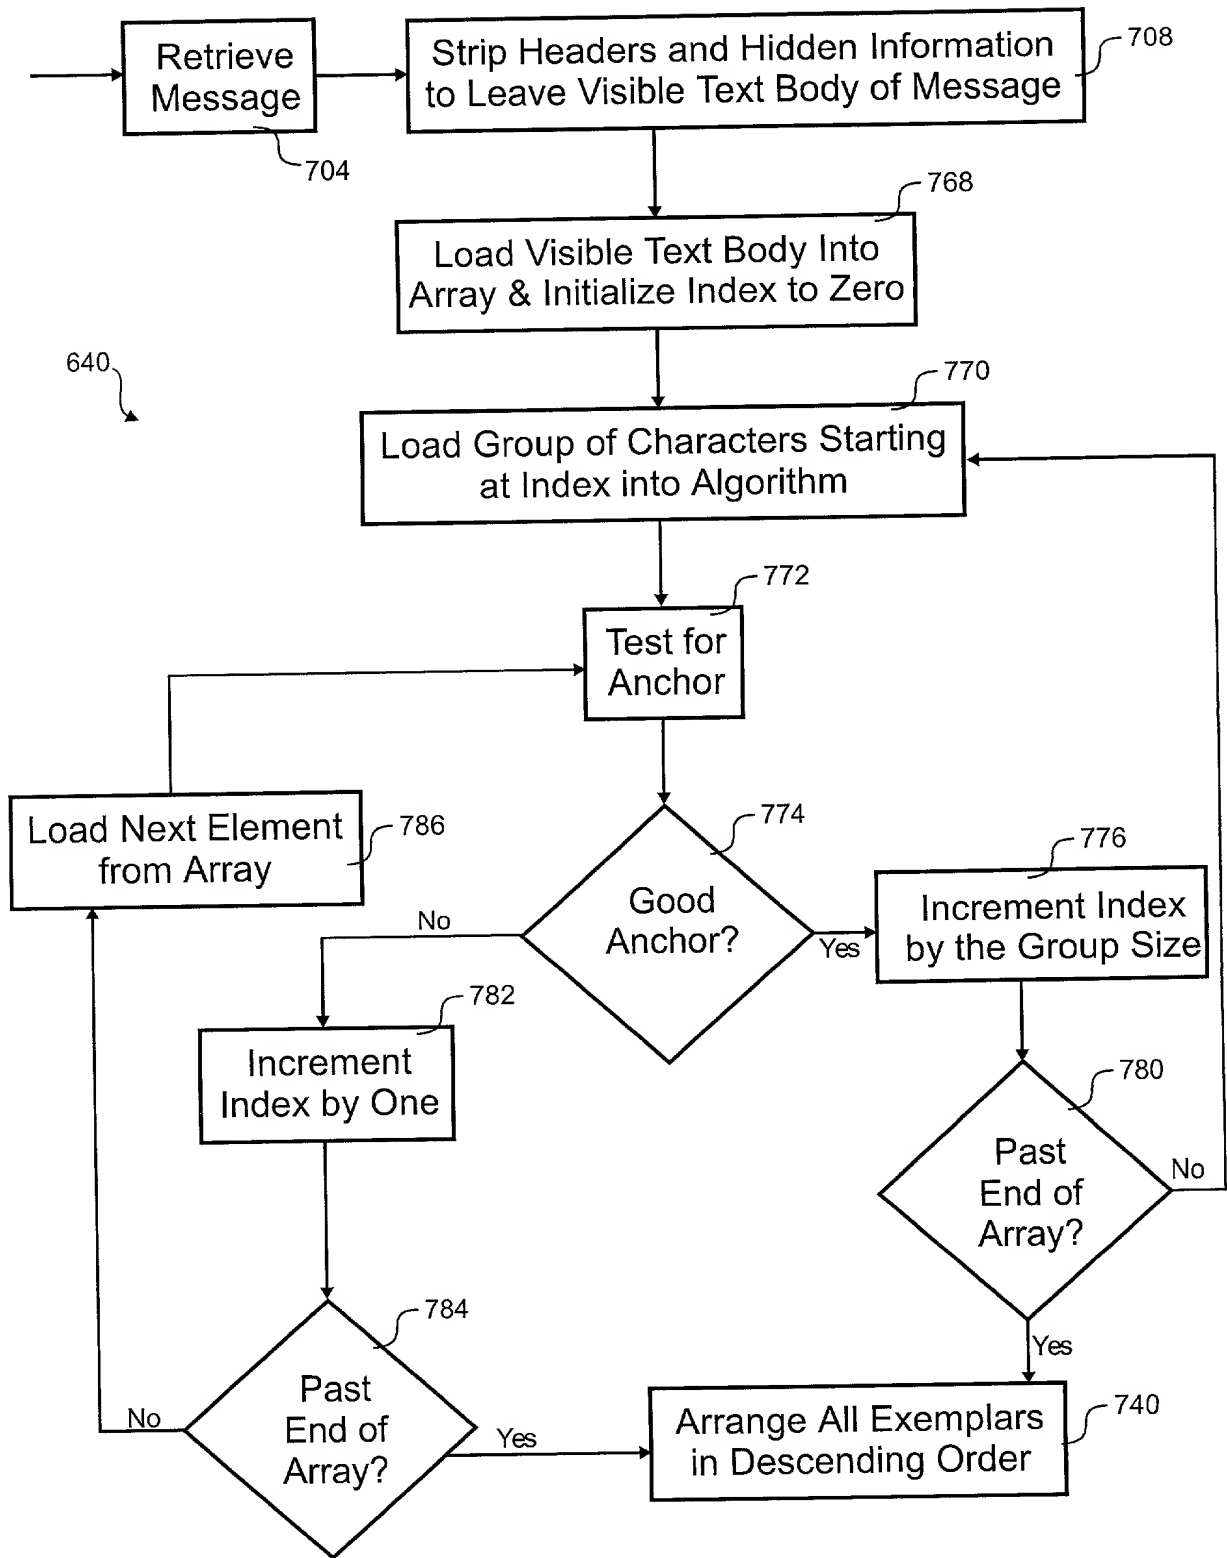 Retrieve
Message
704
Strip Headers and Hidden Information
to Leave Visible Text Body of Message
708
768
Load Visible Text Body Into
Array & Initialize Index to Zero
640
770
Load Group of Characters Starting
at Index into Algorithm
772
Test for
Anchor
Load Next Element
from Array
786
774
Good
Anchor?
No
Yes
776
Increment Index
by the Group Size
782
Increment
Index by One
780
Past
End of
Array?
No
Yes
784
Past
End of
Array?
No
Yes
740
Arrange All Exemplars
in Descending Order